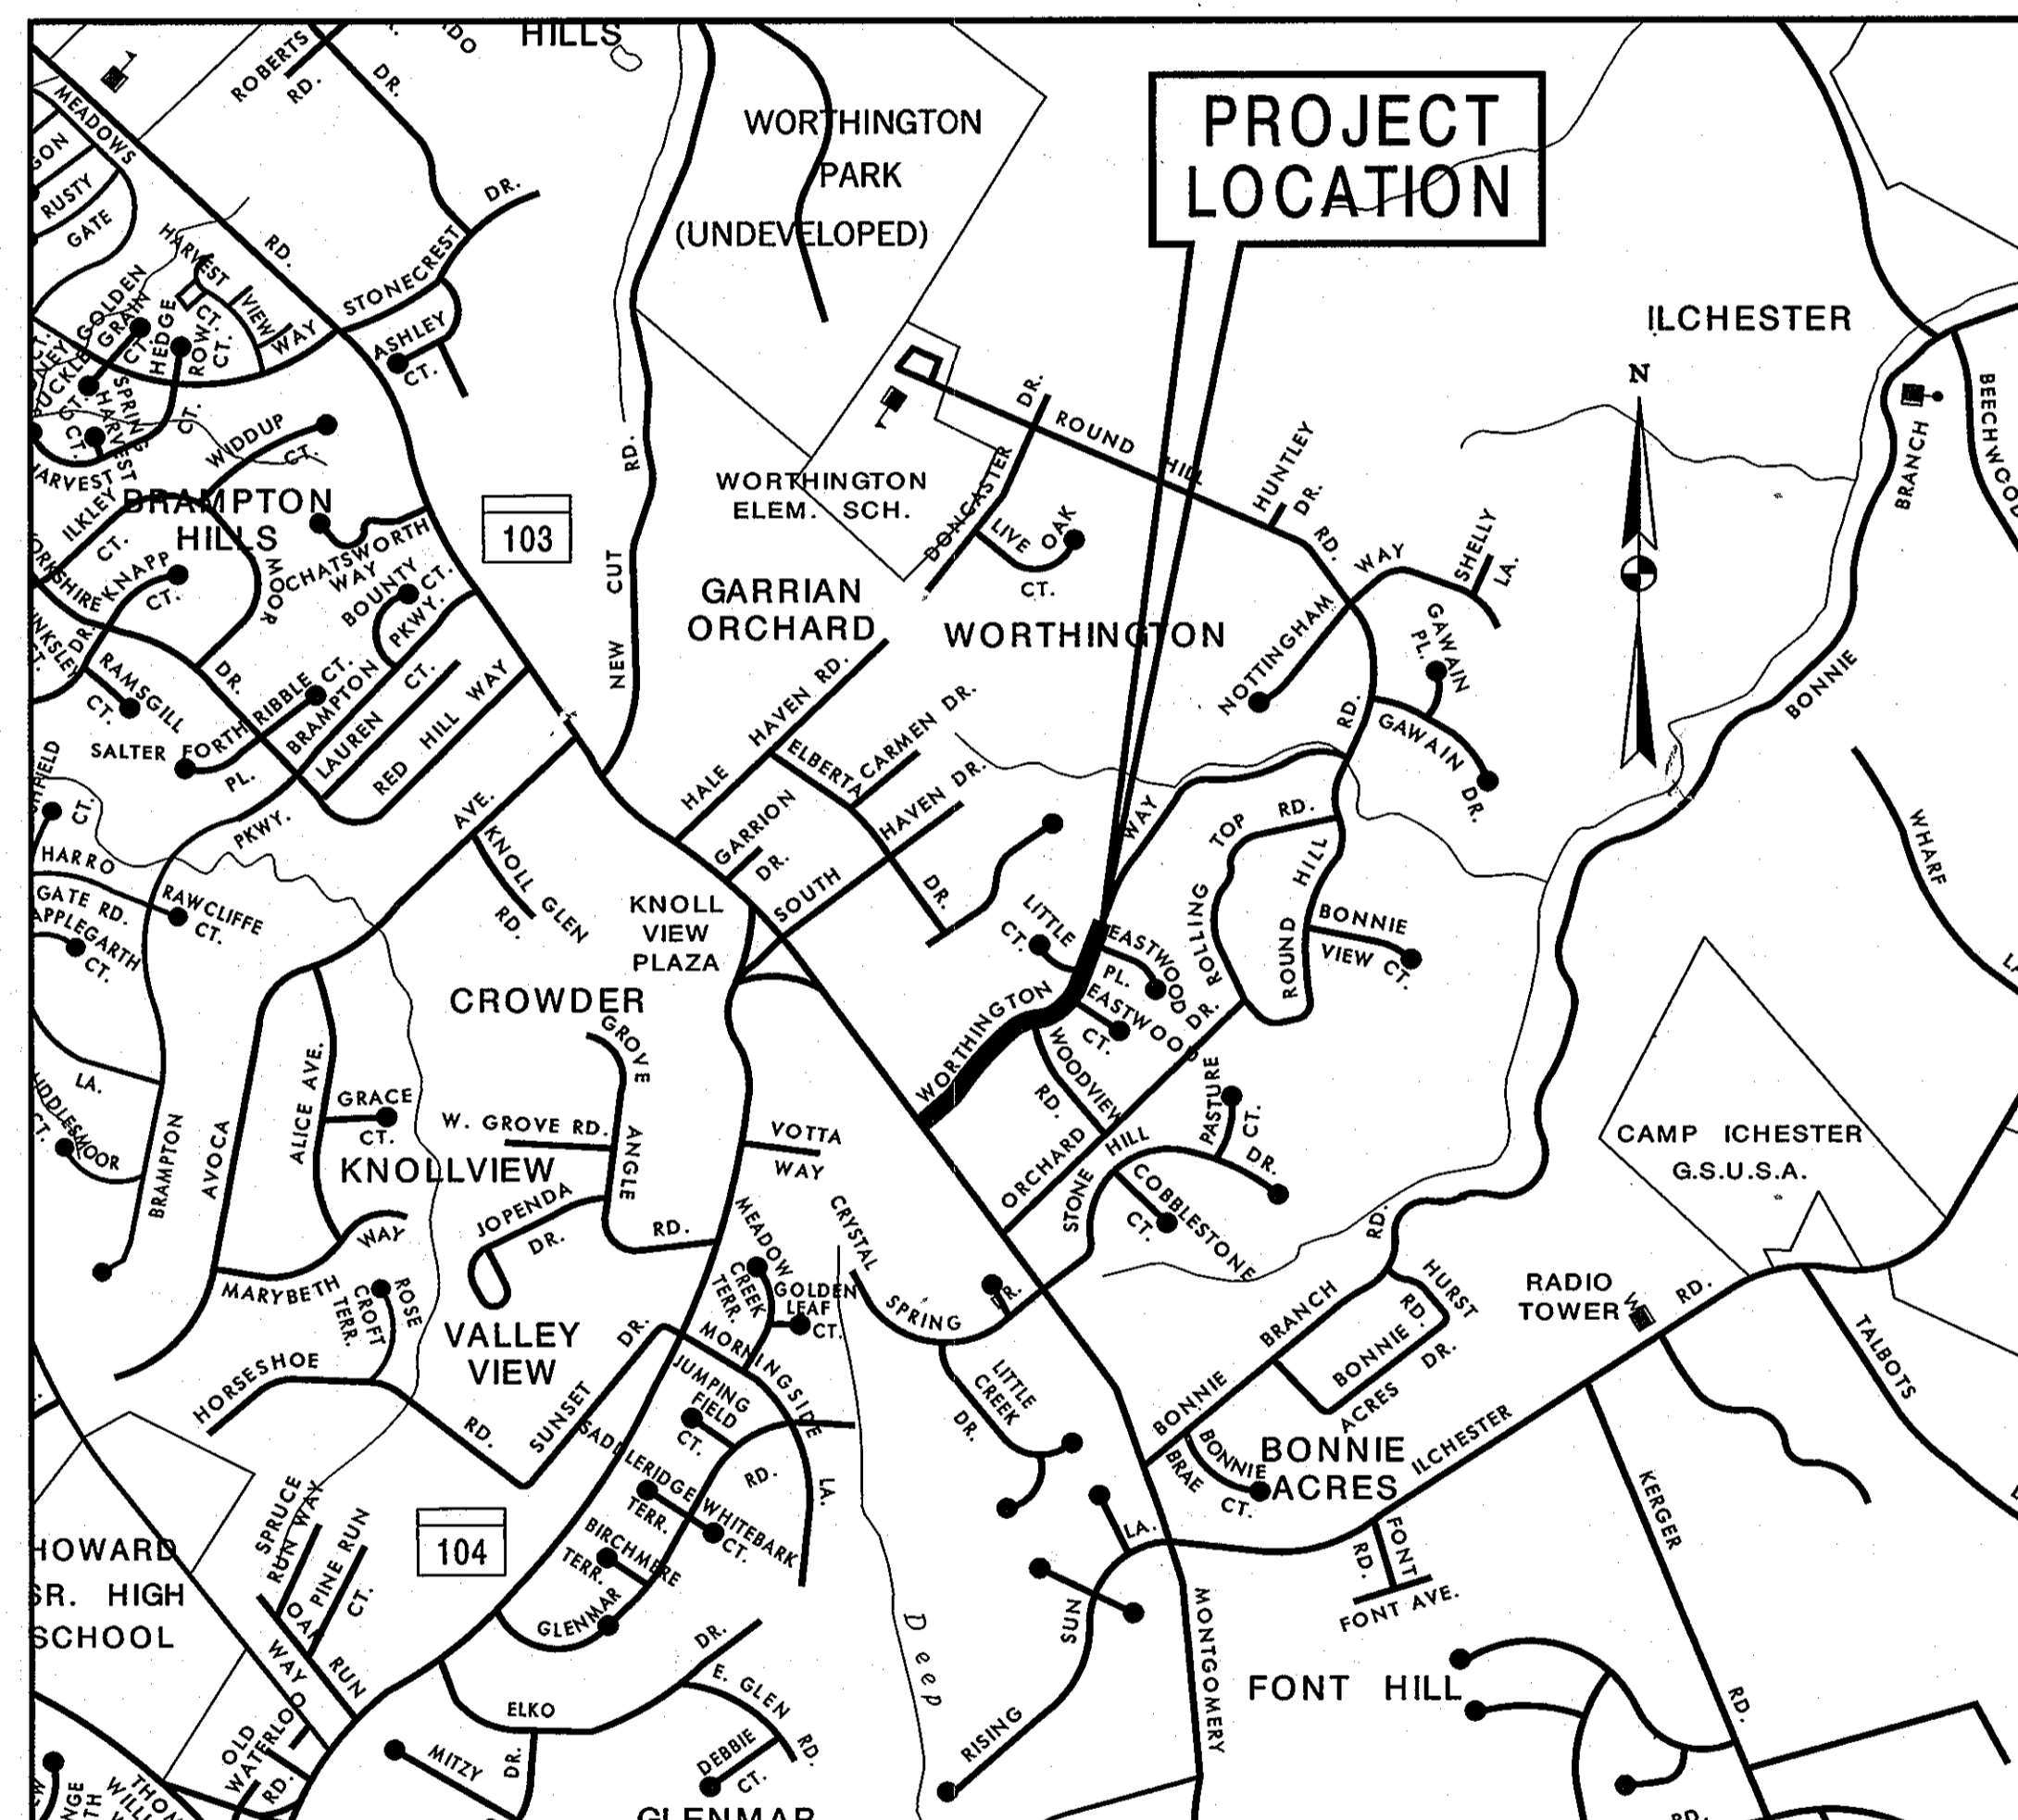 HILLS
ROBERTS
RD.
DR.
MEADOWS
RD.
RUSTY
GATE
WORTHINGTON
PARK
(UNDEVELOPED)
PROJECT
LOCATION
ILCHESTER
N
STONECREST
DR.
HARVEST
VIEW
WAY
CT.
GOLDEN
GRAIN
CT.
HEDGE
ROW
CT.
ASHLEY
CT.
SPRING
HARVEST
CT.
WIDDUP
CT.
BRAMPTON
HILLS
ILKLEY
CT.
KNAPP
CT.
MOOR
CHATSWORTH
WAY
BOUNTY
CT.
BRAMPTON
PKWY.
103
NEW CUT RD.
WORTHINGTON
ELEM. SCH.
DONCASTER
DR.
ROUND HILL
RD.
LIVE OAK
CT.
HUNTLEY
DR.
NOTTINGHAM
WAY
SHELLY
LA.
GAWAIN
PL.
GAWAIN
DR.
RD.
BEECHWOOD
BONNIE
BRANCH
RD.
GARRIAN
ORCHARD
WORTHINGTON
RAMSGILL
CT.
DR.
SALTER FORTH
PL.
RIBBLE
CT.
LAUREN
CT.
RED HILL WAY
HALE
HAVEN RD.
ELBERTA
DR.
CARMEN DR.
GARRION
DR.
SOUTH
HAVEN DR.
AVE.
KNOLL GLEN
RD.
PKWY.
HARRO
GATE RD.
APPLEGARTH
CT.
RAWCLIFFE
CT.
KNOLL
VIEW
PLAZA
CROWDER
LITTLE
CT.
EASTWOOD
PL.
EASTWOOD
CT.
WORTHINGTON
WAY
ROLLING
TOP
RD.
ROUND
HILL
BONNIE
VIEW CT.
WOODVIEW
RD.
ORCHARD
DR.
STONE
HILL
DR.
PASTURE
CT.
COBBLESTONE
CT.
WHARF
CAMP ICHESTER
G.S.U.S.A.
LA.
BRAMPTON
AVOCA
ALICE AVE.
GRACE
CT.
W. GROVE RD.
GROVE
ANGLE
RD.
VOTTA
WAY
KNOLLVIEW
JOPENDA
DR.
MARYBETH
WAY
ROSE
CROFT
TERR.
HORSESHOE
RD.
VALLEY
VIEW
SUNSET
DR.
MEADOW
CREEK
TERR.
GOLDEN
LEAF
CT.
MORNINGSIDE
LA.
CRYSTAL
SPRING
DR.
LITTLE
CREEK
DR.
JUMPING
FIELD
CT.
SADDLERIDGE
TERR.
WHITEBARK
CT.
BIRCHMERE
TERR.
GLENMAR
RD.
RADIO
TOWER
BONNIE
BRANCH
HURST
RD.
BONNIE
ACRES
DR.
BONNIE
BRAE
CT.
BONNIE
ACRES
ILCHESTER
RD.
TALBOTS
KERGER
RD.
FONT
RD.
FONT AVE.
MONTGOMERY
FONT HILL
RISING
SUN
LA.
Deep
104
HOWARD
SR. HIGH
SCHOOL
SPRUCE
RUN WAY
PINE RUN
CT.
OAK
RUN
WAY
OLD
WATERLOO
RD.
ELKO
DR.
MITZY
DR.
E. GLEN
RD.
DEBBIE
CT.
GLENMAR
RD.